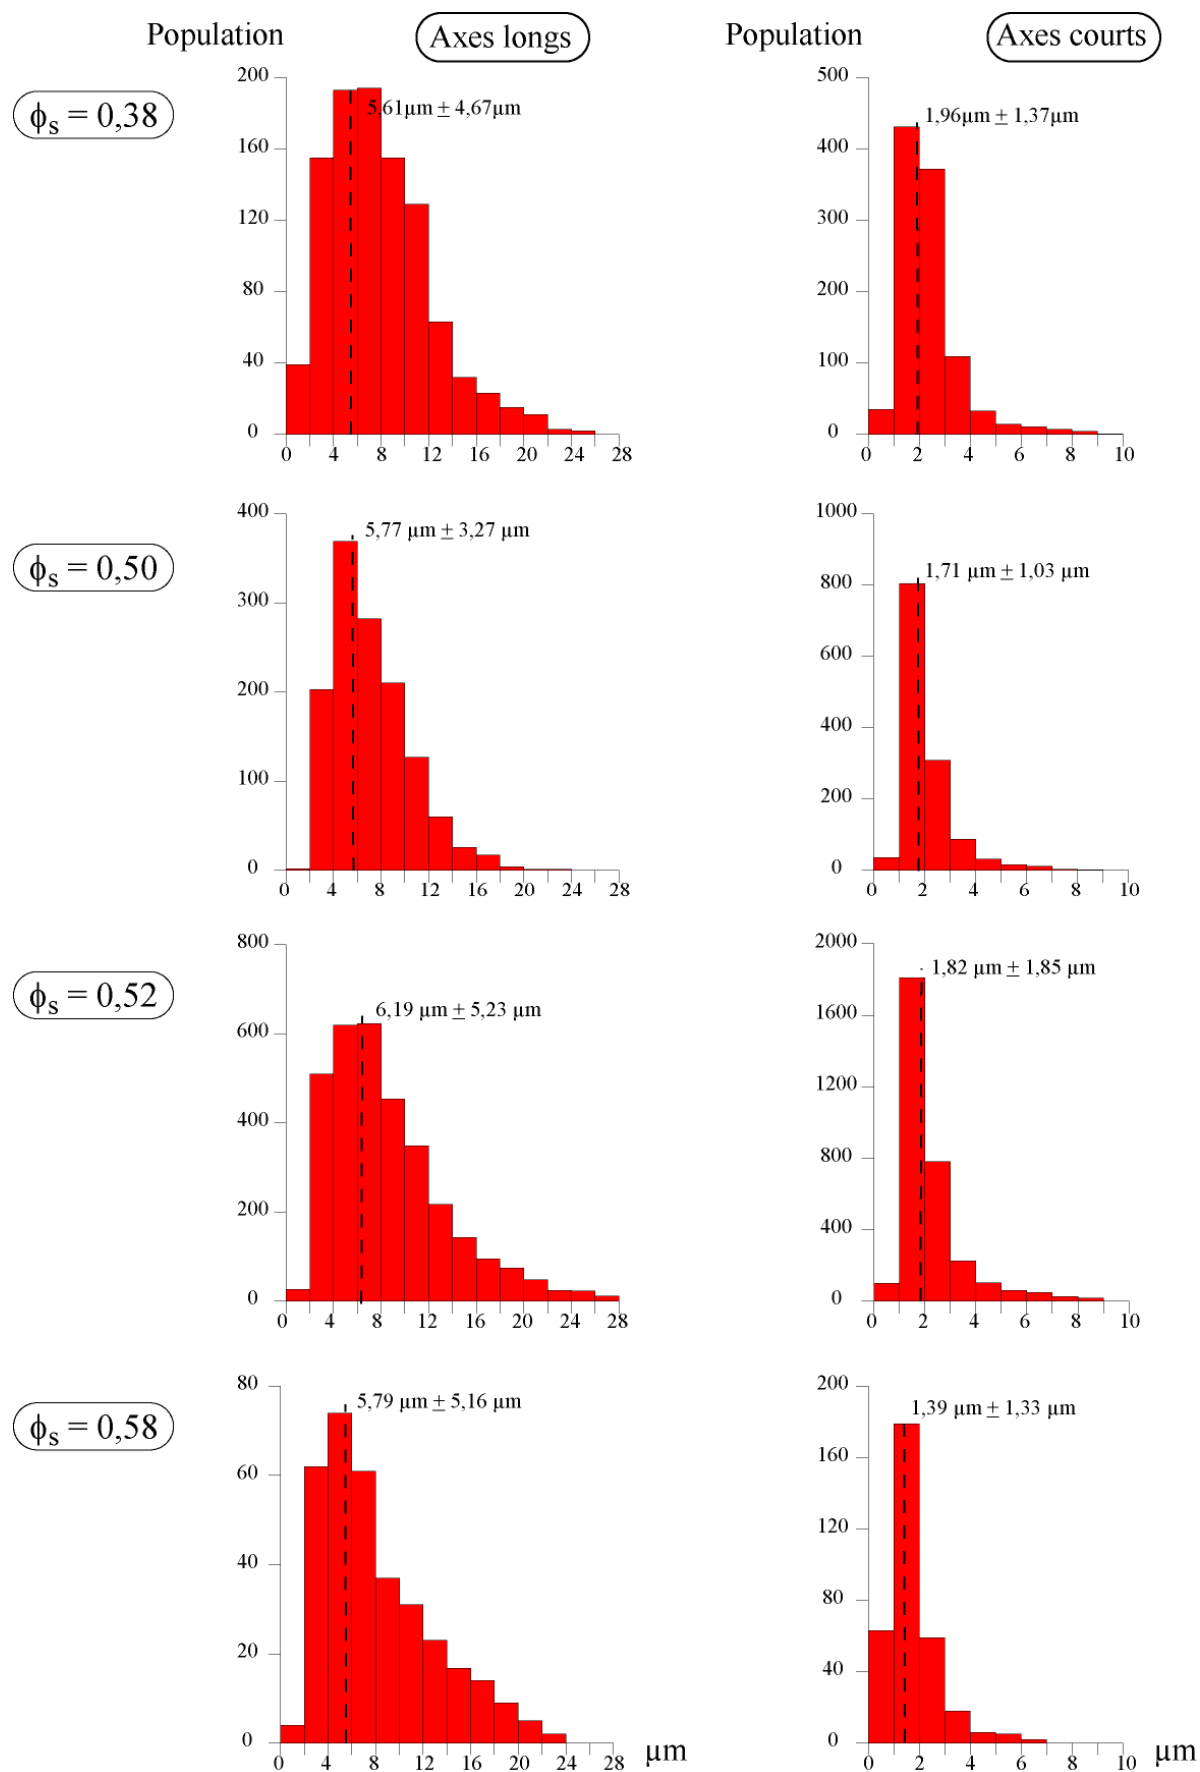 Population Axes longs Population Axes courts
ϕs = 0,38
200
160
120
80
40
0
5,61µm ± 4,67µm
0 4 8 12 16 20 24 28
500
400
300
200
100
0
1,96µm ± 1,37µm
0 2 4 6 8 10
ϕs = 0,50
400
300
200
100
0
5,77 µm ± 3,27 µm
0 4 8 12 16 20 24 28
1000
800
600
400
200
0
1,71 µm ± 1,03 µm
0 2 4 6 8 10
ϕs = 0,52
800
600
400
200
0
6,19 µm ± 5,23 µm
0 4 8 12 16 20 24 28
2000
1600
1200
800
400
0
1,82 µm ± 1,85 µm
0 2 4 6 8 10
ϕs = 0,58
80
60
40
20
0
5,79 µm ± 5,16 µm
0 4 8 12 16 20 24 28 µm
200
160
120
80
40
0
1,39 µm ± 1,33 µm
0 2 4 6 8 10 µm